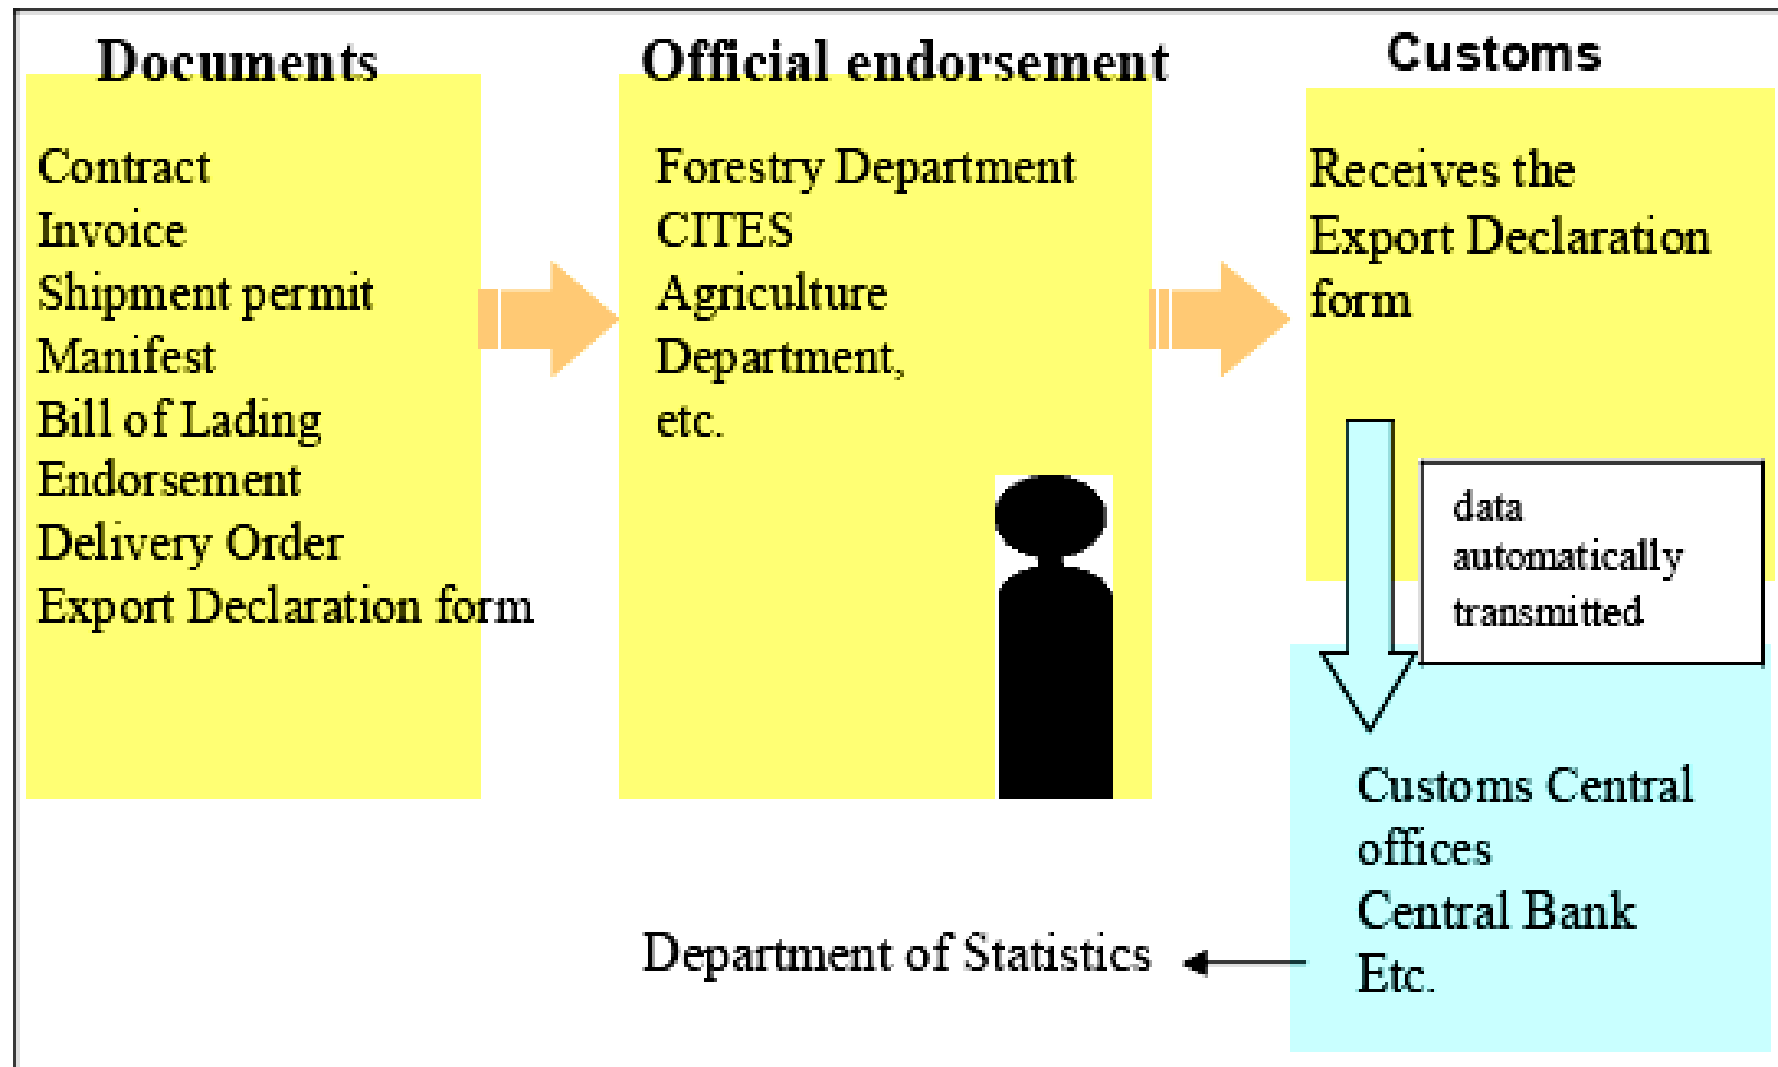 Documents
Contract
Invoice
Shipment permit
Manifest
Bill of Lading
Endorsement
Delivery Order
Export Declaration form
Official endorsement
Forestry Department
CITES
Agriculture
Department,
etc.
Customs
Receives the
Export Declaration
form
data
automatically
transmitted
Customs Central
offices
Central Bank
Etc.
Department of Statistics